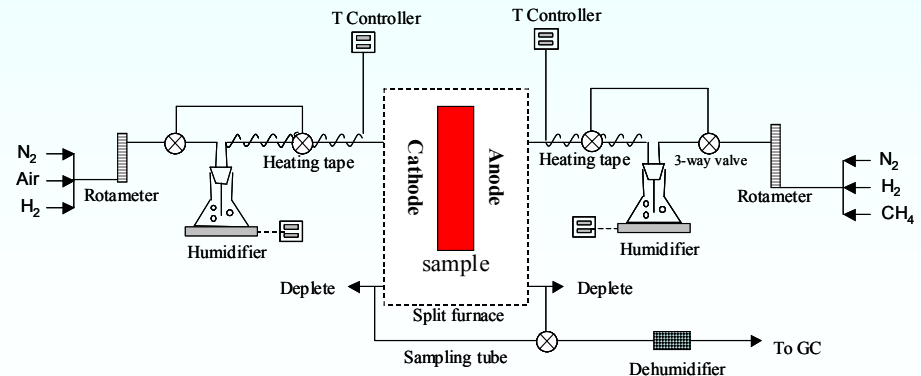 T Controller
T Controller
N₂
Air
H₂
Rotameter
Heating tape
Humidifier
Cathode
Anode
sample
Heating tape
3-way valve
Humidifier
Rotameter
N₂
H₂
CH₄
Deplete
Deplete
Split furnace
Sampling tube
Dehumidifier
To GC